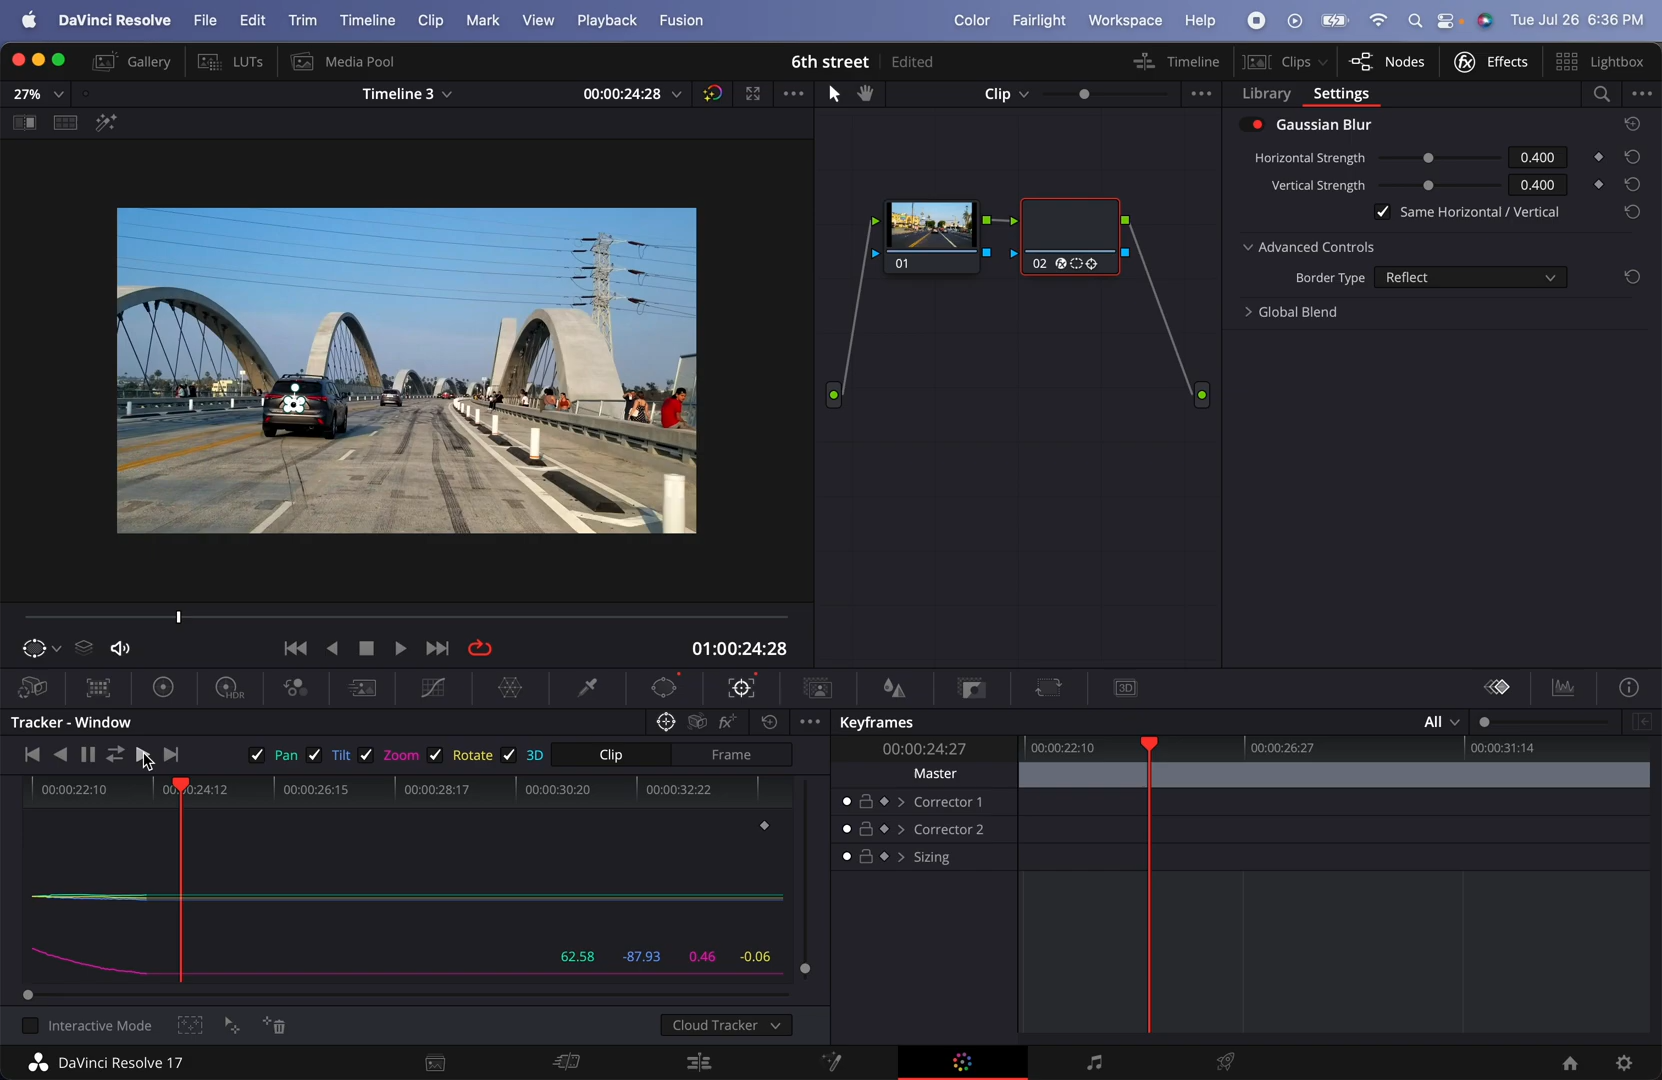 DaVinci Resolve File Edit Trim Timeline Clip Mark View Playback Fusion Color Fairlight Workspace Help Tue Jul 26 6:36 PM
Gallery LUTs Media Pool 6th street Edited Timeline Clips Nodes Effects Lightbox
27% Timeline 3 00:00:24:28 Clip Library Settings
Gaussian Blur
Horizontal Strength 0.400
Vertical Strength 0.400
Same Horizontal / Vertical
Advanced Controls
Border Type Reflect
Global Blend
01
02
01:00:24:28
HDR
3D
Tracker - Window
Pan Tilt Zoom Rotate 3D Clip Frame
00:00:22:10 00:00:24:12 00:00:26:15 00:00:28:17 00:00:30:20 00:00:32:22
62.58 -87.93 0.46 -0.06
Interactive Mode Cloud Tracker
Keyframes All
00:00:24:27 00:00:22:10 00:00:26:27 00:00:31:14
Master
Corrector 1
Corrector 2
Sizing
DaVinci Resolve 17